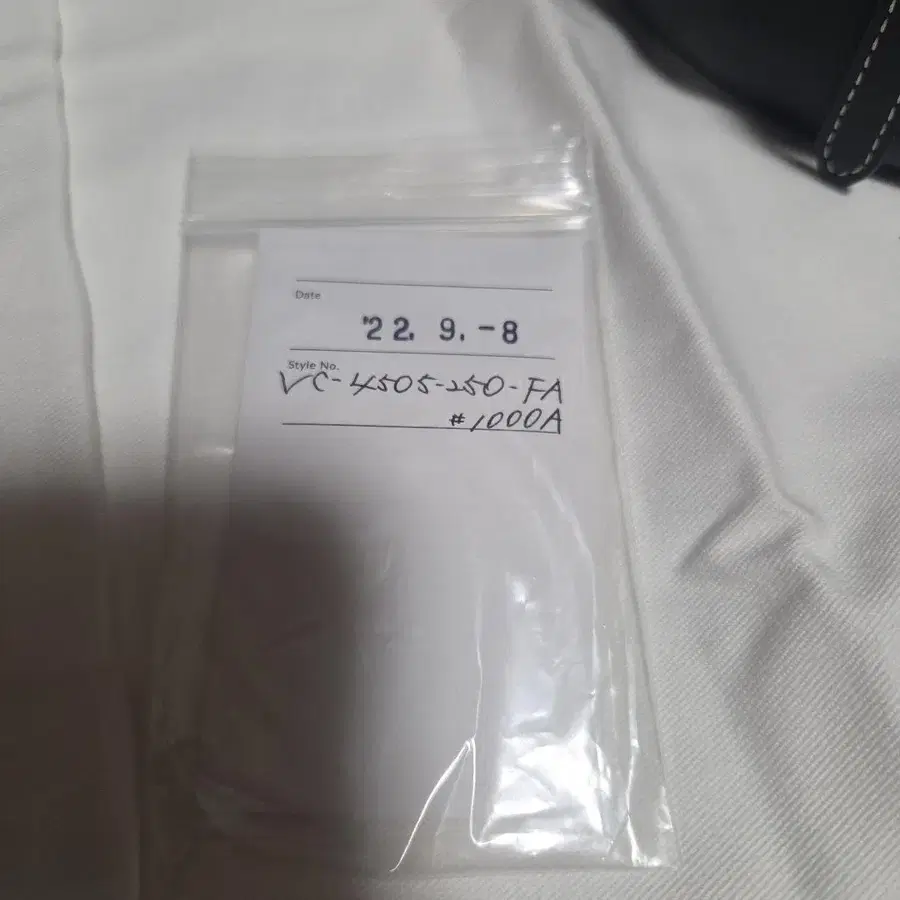 Date
'22. 9. -8
Style No.
VC-4505-250-FA
#1000A